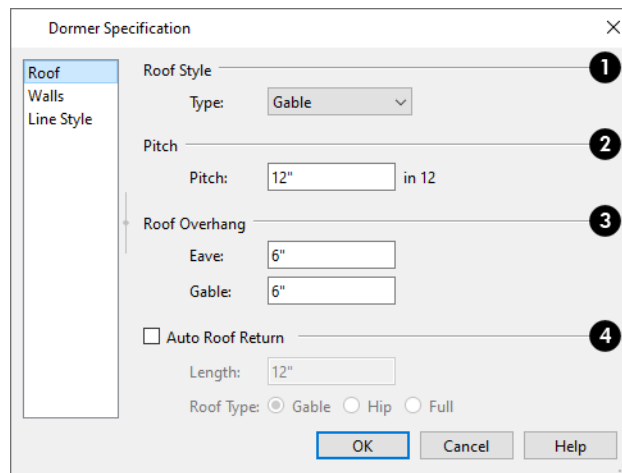 Dormer Specification
Roof
Walls
Line Style
Roof Style 1
Type: Gable
Pitch 2
Pitch: 12" in 12
Roof Overhang 3
Eave: 6"
Gable: 6"
Auto Roof Return 4
Length: 12"
Roof Type: Gable Hip Full
OK Cancel Help